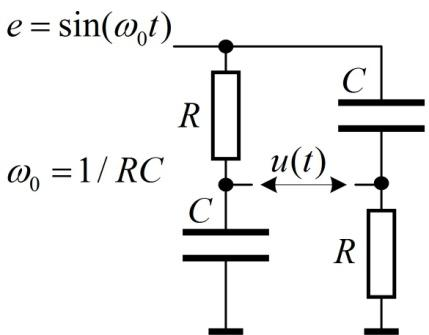 e = sin(ω₀t)
C
R
ω₀ = 1/ RC
u(t)
C
R